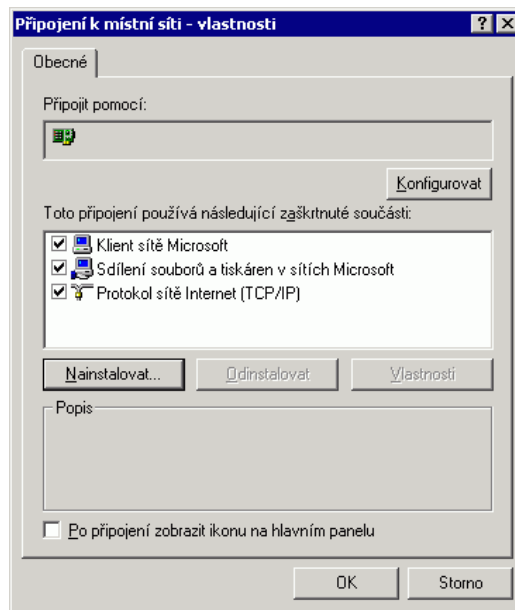 Připojení k místní síti - vlastnosti
Obecné
Připojit pomocí:
Konfigurovat
Toto připojení používá následující zaškrtnuté součásti:
Klient sítě Microsoft
Sdílení souborů a tiskáren v sítích Microsoft
Protokol sítě Internet (TCP/IP)
Nainstalovat... Odinstalovat Vlastnosti
Popis
Po připojení zobrazit ikonu na hlavním panelu
OK Storno